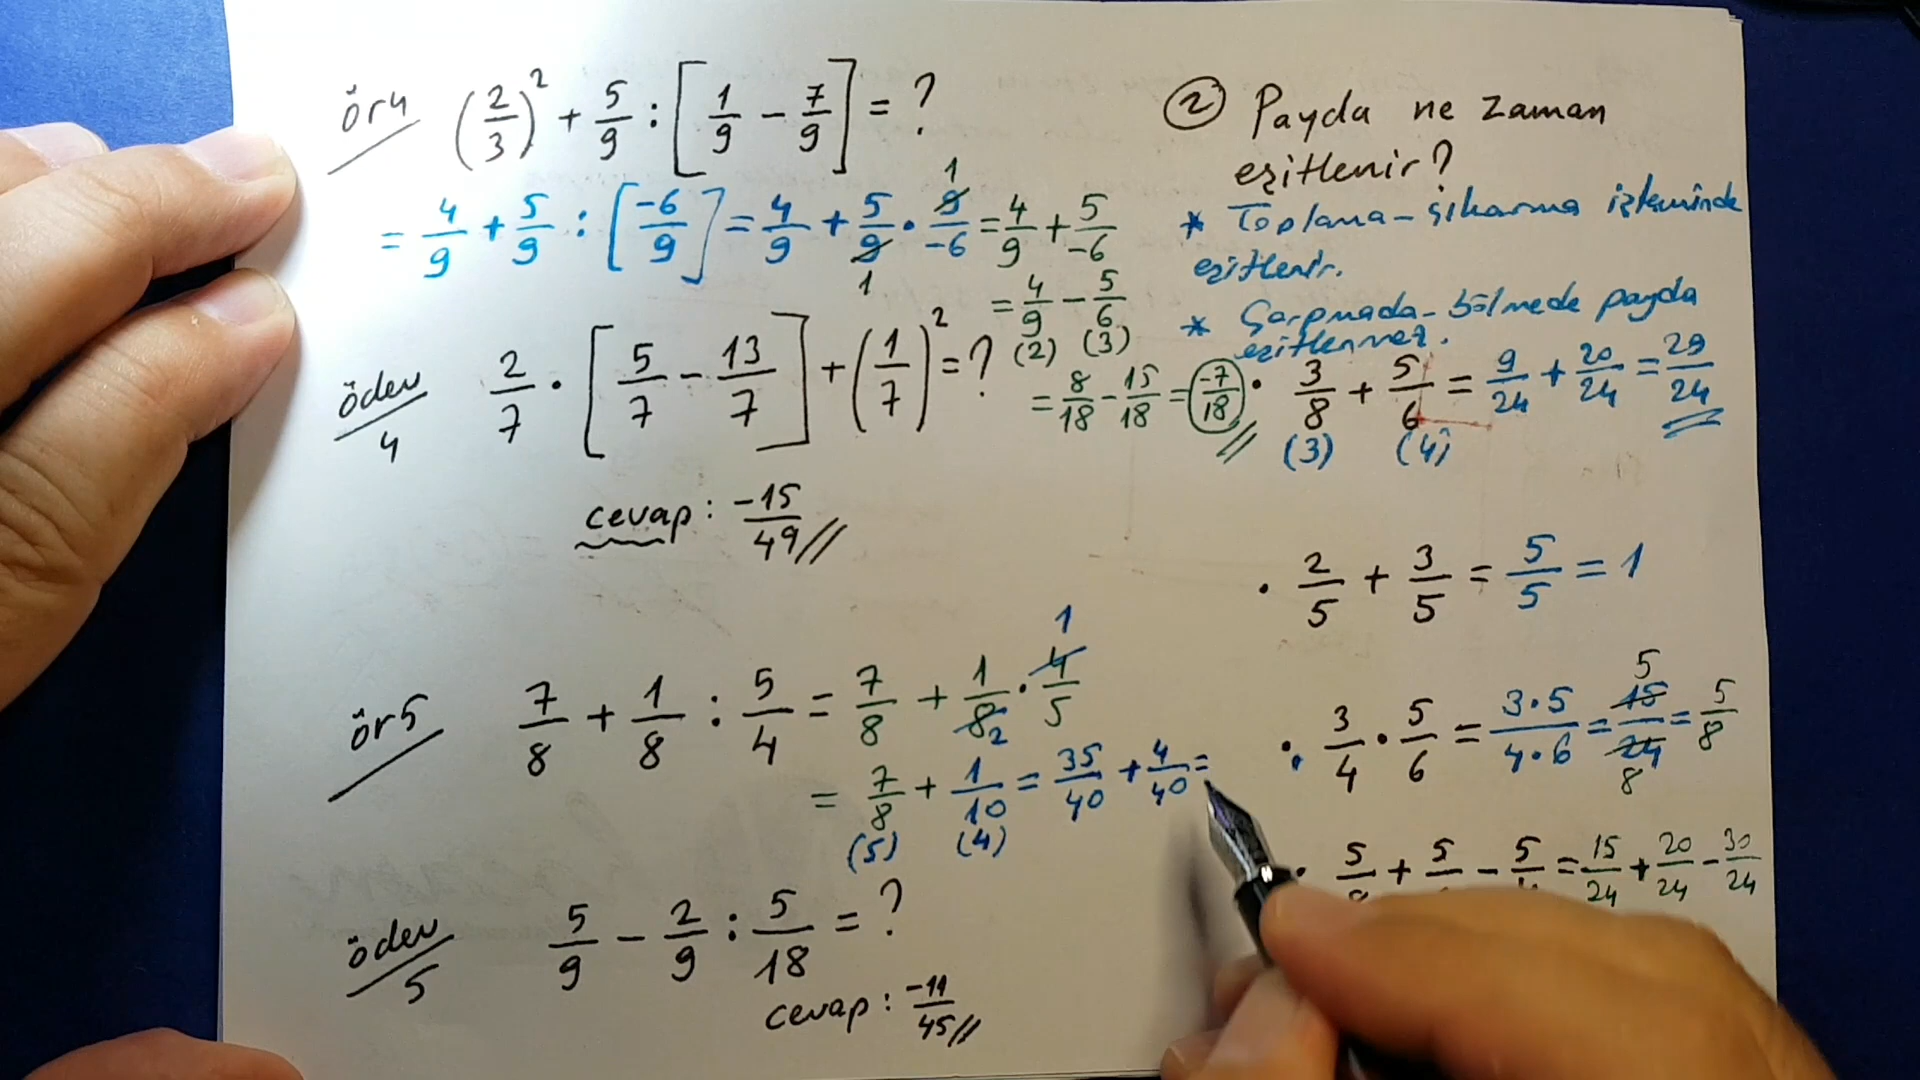 ör4 (2/3)² + 5/9 : [1/9 - 7/9] = ?
= 4/9 + 5/9 : [-6/9] = 4/9 + 5/9 · 9/-6 = 4/9 + 5/-6
1
1
= 4/9 - 5/6
(2) (3)
= 8/18 - 15/18 = -7/18
ödev 4 2/7 · [5/7 - 13/7] + (1/7)² = ?
cevap: -15/49
ör5 7/8 + 1/8 : 5/4 = 7/8 + 1/8 · 4/5
1
2
= 7/8 + 1/10 = 35/40 + 4/40 =
(5) (4)
ödev 5 5/9 - 2/9 : 5/18 = ?
cevap: -11/45
② Payda ne zaman
eşitlenir?
* Toplama - çıkarma işleminde
eşitlenir.
* Çarpmada - bölmede payda
eşitlenmez.
· 3/8 + 5/6 = 9/24 + 20/24 = 29/24
(3) (4)
· 2/5 + 3/5 = 5/5 = 1
· 3/4 · 5/6 = 3·5/4·6 = 15/24 = 5/8
5
8
= 15/24 + 20/24 - 30/24